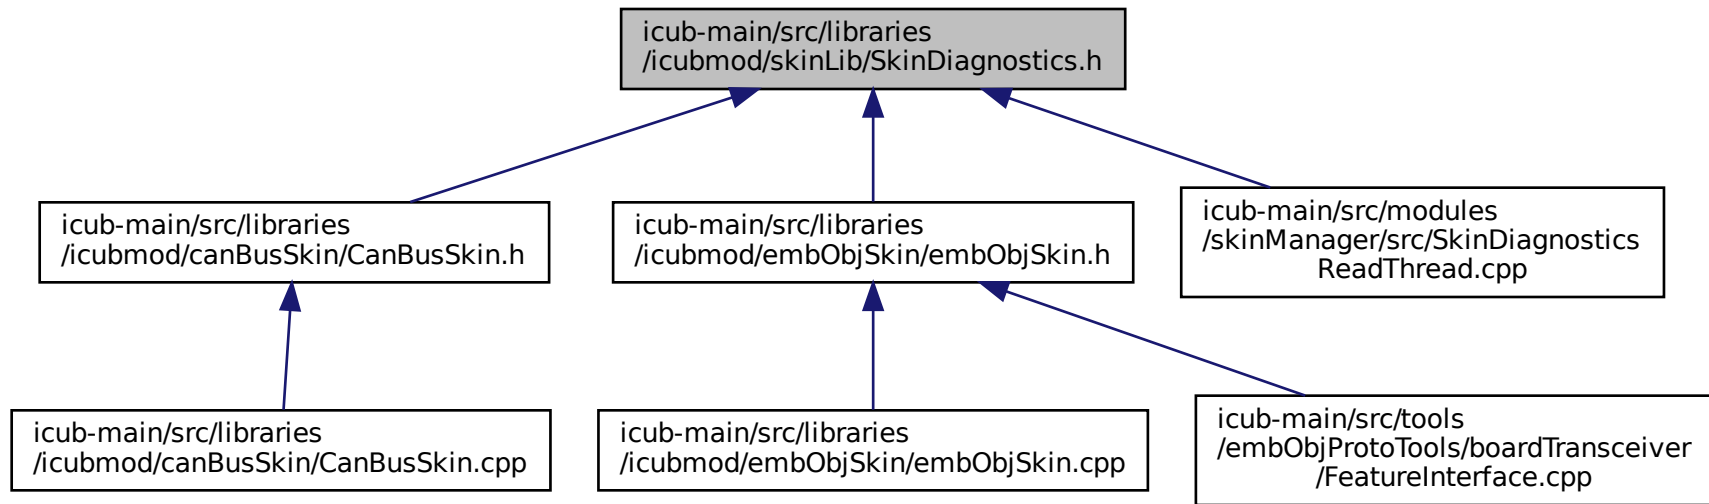 icub-main/src/libraries
/icubmod/skinLib/SkinDiagnostics.h
icub-main/src/libraries
/icubmod/canBusSkin/CanBusSkin.h
icub-main/src/libraries
/icubmod/embObjSkin/embObjSkin.h
icub-main/src/modules
/skinManager/src/SkinDiagnostics
ReadThread.cpp
icub-main/src/libraries
/icubmod/canBusSkin/CanBusSkin.cpp
icub-main/src/libraries
/icubmod/embObjSkin/embObjSkin.cpp
icub-main/src/tools
/embObjProtoTools/boardTransceiver
/FeatureInterface.cpp